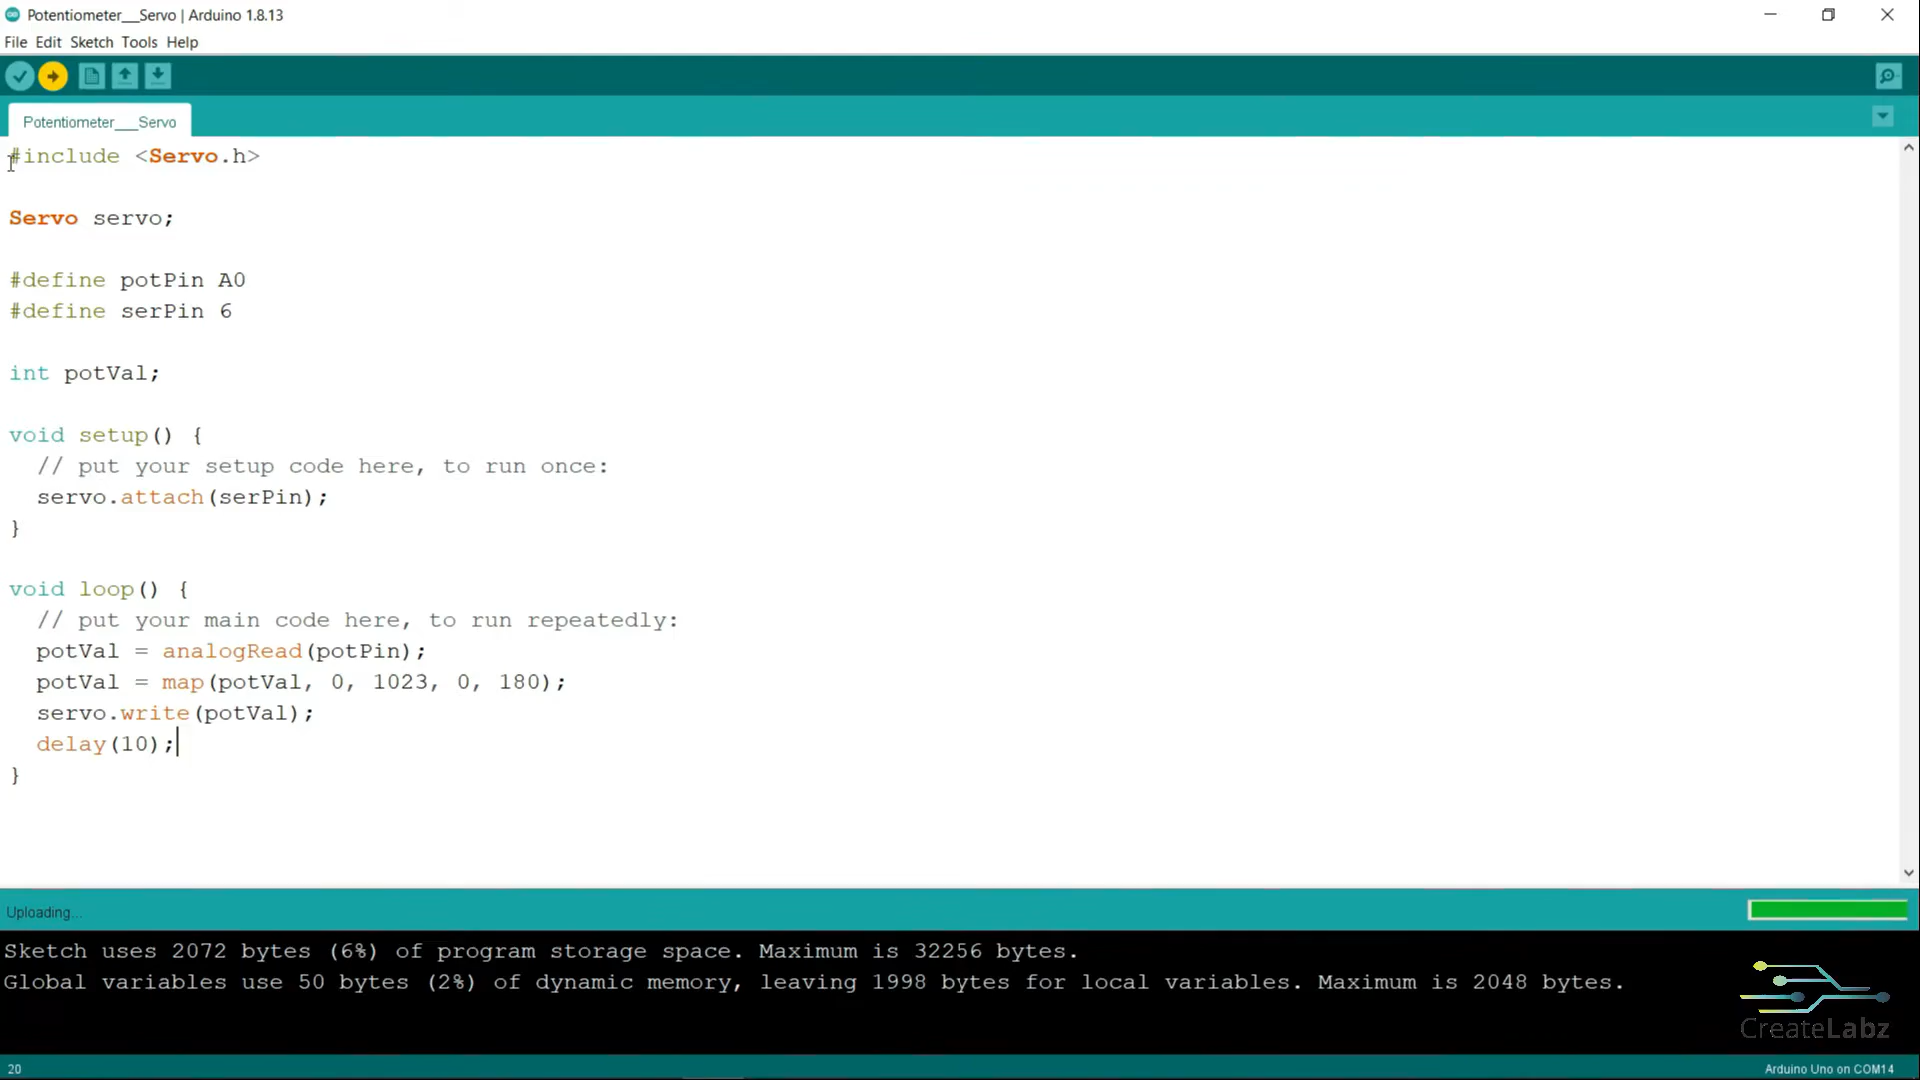 Potentiometer___Servo | Arduino 1.8.13
File Edit Sketch Tools Help
Potentiometer___Servo
#include <Servo.h>
Servo servo;
#define potPin A0
#define serPin 6
int potVal;
void setup() {
  // put your setup code here, to run once:
  servo.attach(serPin);
}
void loop() {
  // put your main code here, to run repeatedly:
  potVal = analogRead(potPin);
  potVal = map(potVal, 0, 1023, 0, 180);
  servo.write(potVal);
  delay(10);
}
Uploading...
Sketch uses 2072 bytes (6%) of program storage space. Maximum is 32256 bytes.
Global variables use 50 bytes (2%) of dynamic memory, leaving 1998 bytes for local variables. Maximum is 2048 bytes.
CreateLabz
20
Arduino Uno on COM14